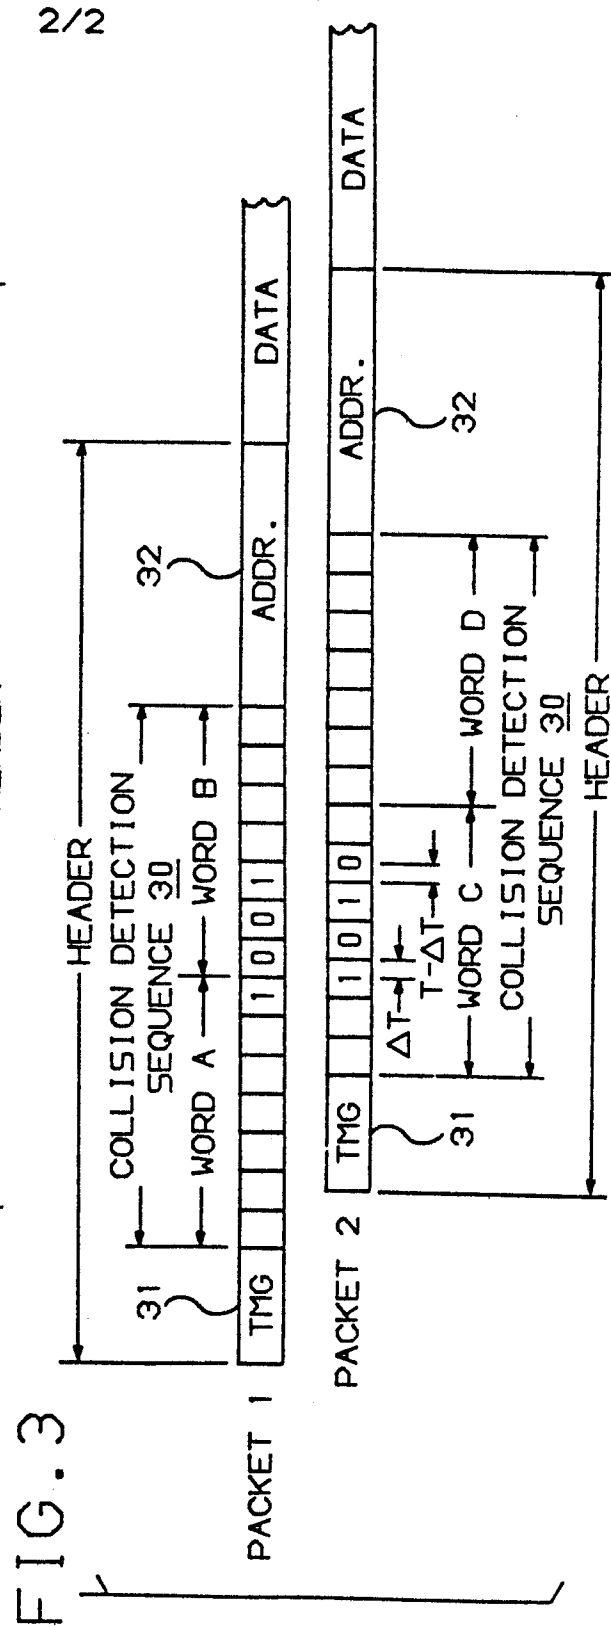 2/2
FIG. 3
HEADER
COLLISION DETECTION
SEQUENCE 30
WORD A
WORD B
31
32
PACKET 1
TMG
1 0 0 1
ADDR.
DATA
PACKET 2
TMG
1 0 1 0
ADDR.
DATA
31
32
ΔT
T-ΔT
WORD C
WORD D
COLLISION DETECTION
SEQUENCE 30
HEADER